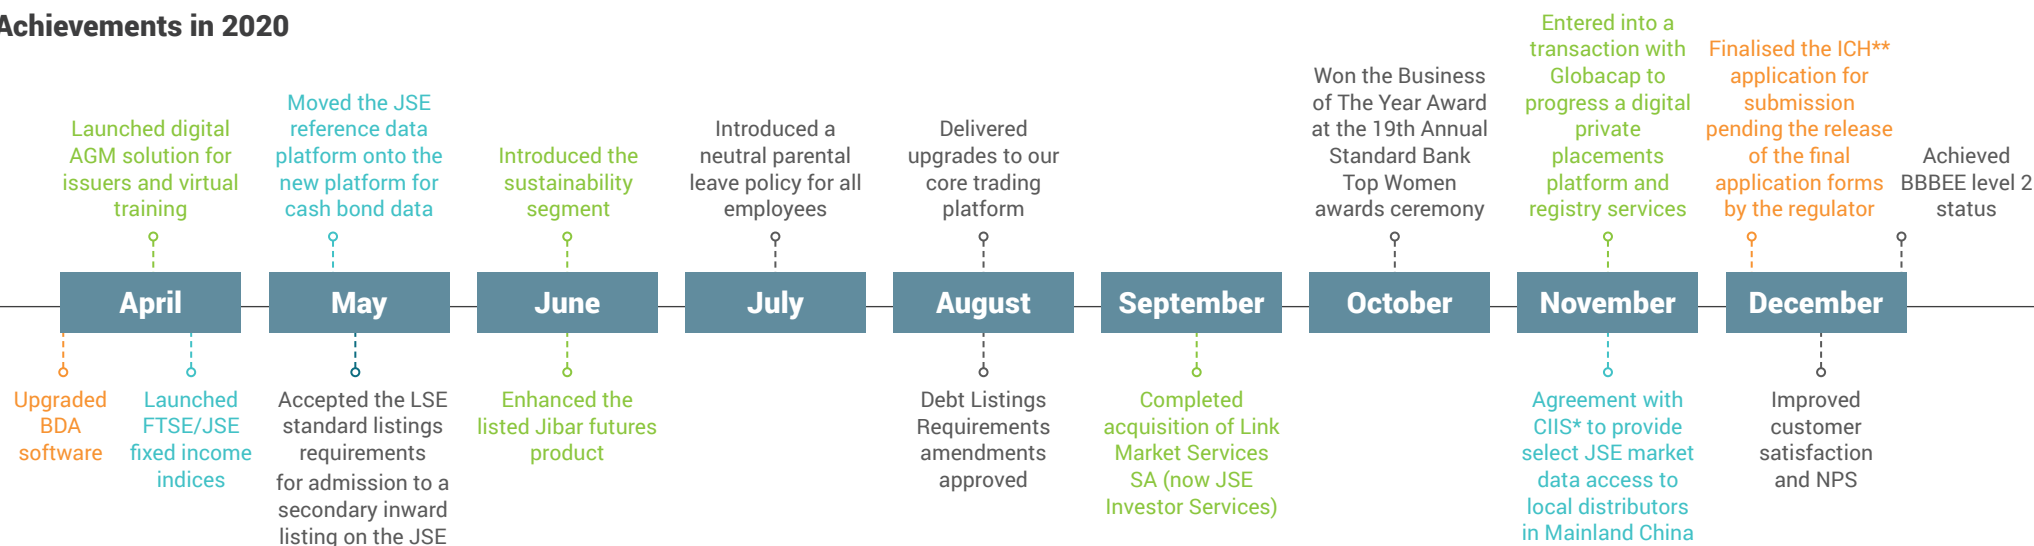 Achievements in 2020
Launched digital
AGM solution for
issuers and virtual
training
Moved the JSE
reference data
platform onto the
new platform for
cash bond data
Introduced the
sustainability
segment
Introduced a
neutral parental
leave policy for all
employees
Delivered
upgrades to our
core trading
platform
Won the Business
of The Year Award
at the 19th Annual
Standard Bank
Top Women
awards ceremony
Entered into a
transaction with
Globacap to
progress a digital
private
placements
platform and
registry services
Finalised the ICH**
application for
submission
pending the release
of the final
application forms
by the regulator
Achieved
BBBEE level 2
status
April
May
June
July
August
September
October
November
December
Upgraded
BDA
software
Launched
FTSE/JSE
fixed income
indices
Accepted the LSE
standard listings
requirements
for admission to a
secondary inward
listing on the JSE
Enhanced the
listed Jibar futures
product
Debt Listings
Requirements
amendments
approved
Completed
acquisition of Link
Market Services
SA (now JSE
Investor Services)
Agreement with
CIIS* to provide
select JSE market
data access to
local distributors
in Mainland China
Improved
customer
satisfaction
and NPS